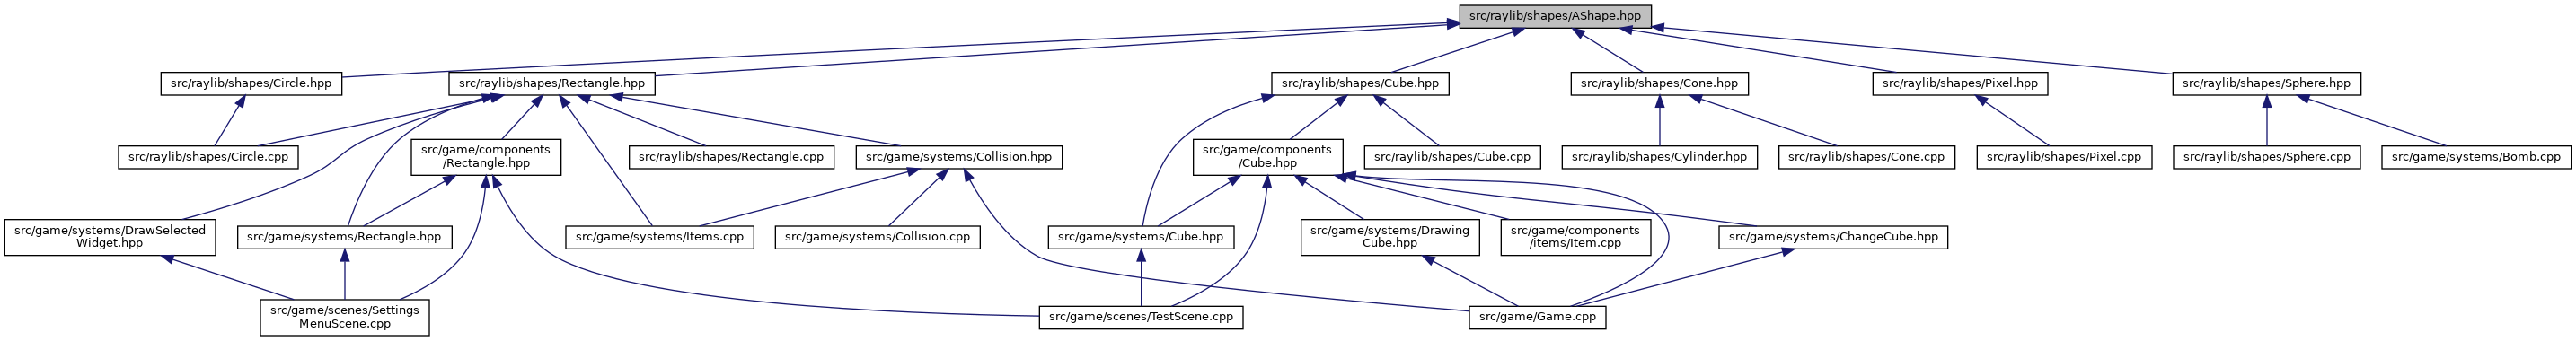 src/raylib/shapes/AShape.hpp
src/raylib/shapes/Circle.hpp
src/raylib/shapes/Rectangle.hpp
src/raylib/shapes/Cube.hpp
src/raylib/shapes/Cone.hpp
src/raylib/shapes/Pixel.hpp
src/raylib/shapes/Sphere.hpp
src/raylib/shapes/Circle.cpp
src/game/components
/Rectangle.hpp
src/raylib/shapes/Rectangle.cpp
src/game/systems/Collision.hpp
src/game/components
/Cube.hpp
src/raylib/shapes/Cube.cpp
src/raylib/shapes/Cylinder.hpp
src/raylib/shapes/Cone.cpp
src/raylib/shapes/Pixel.cpp
src/raylib/shapes/Sphere.cpp
src/game/systems/Bomb.cpp
src/game/systems/DrawSelected
Widget.hpp
src/game/systems/Rectangle.hpp
src/game/systems/Items.cpp
src/game/systems/Collision.cpp
src/game/systems/Cube.hpp
src/game/systems/Drawing
Cube.hpp
src/game/components
/items/Item.cpp
src/game/systems/ChangeCube.hpp
src/game/scenes/Settings
MenuScene.cpp
src/game/scenes/TestScene.cpp
src/game/Game.cpp